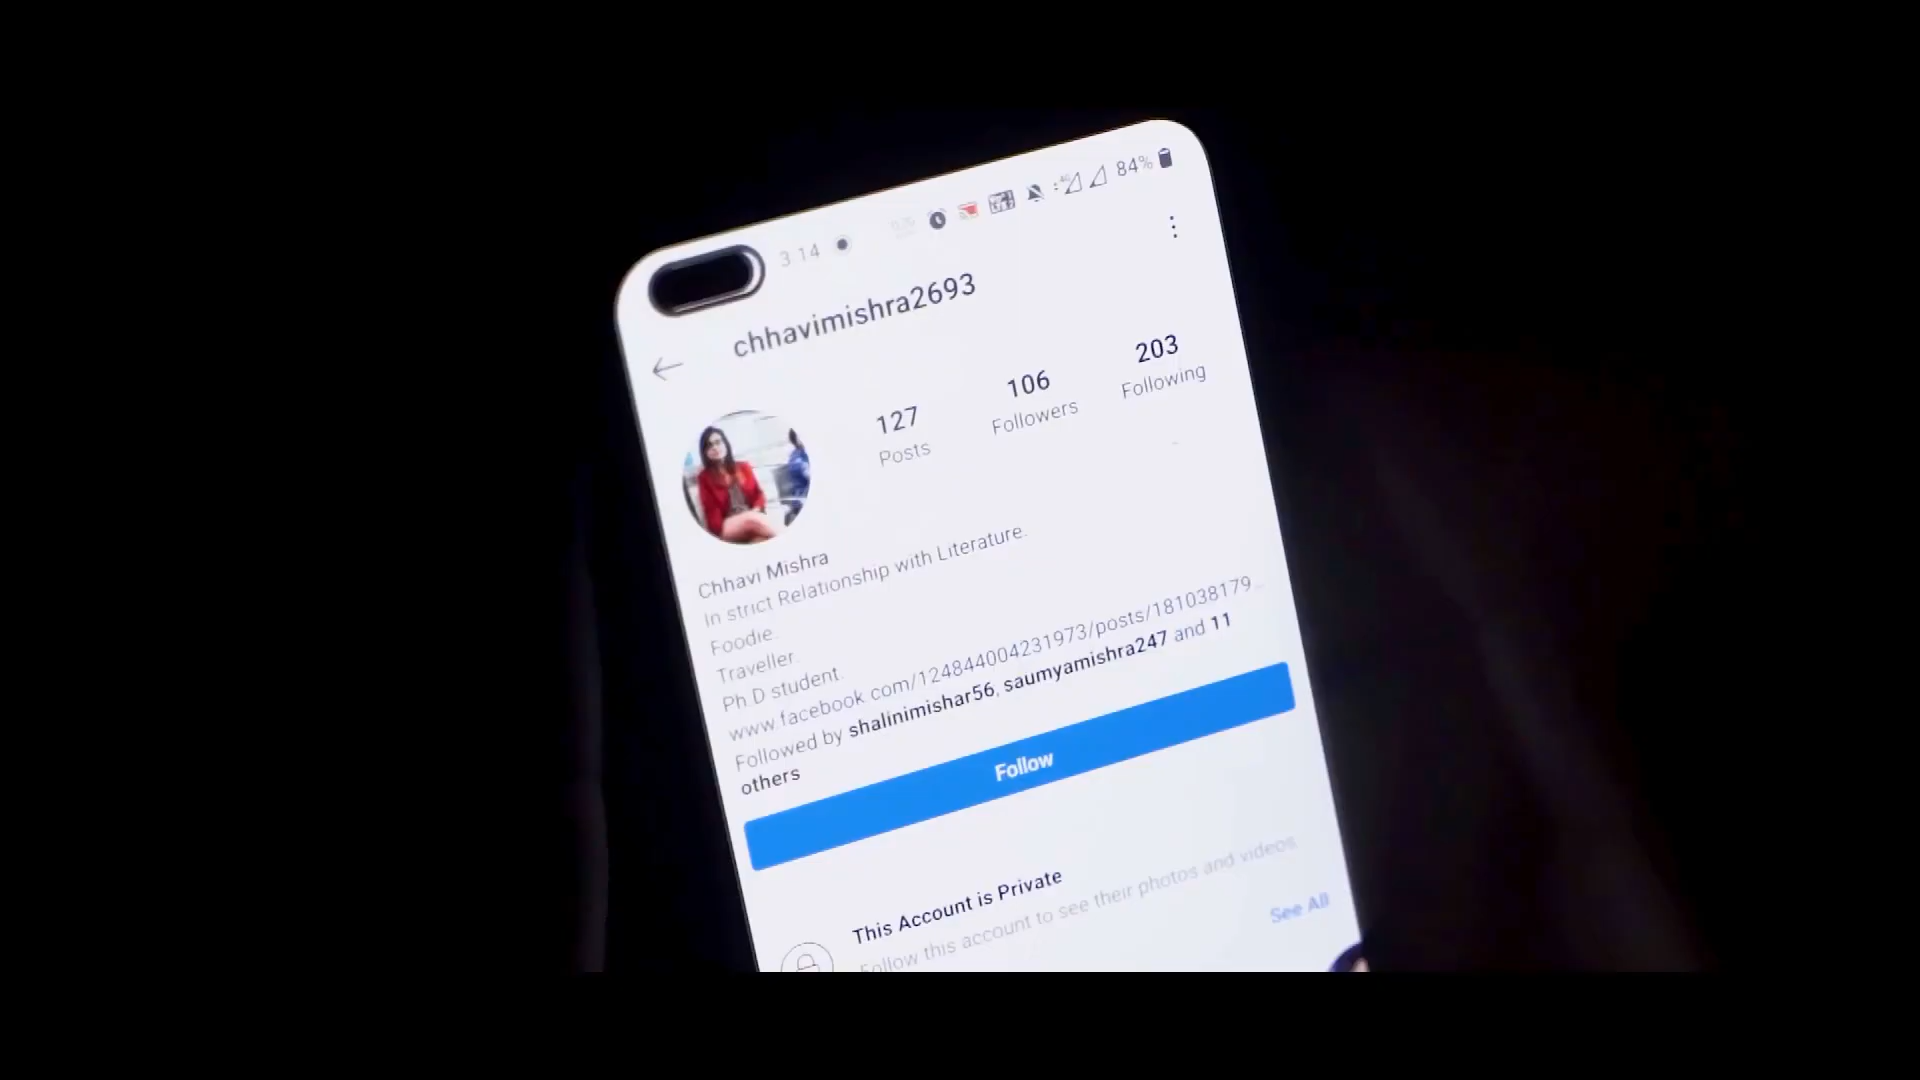 3 14
84%
chhavimishra2693
127
Posts
106
Followers
203
Following
Chhavi Mishra
In strict Relationship with Literature.
Foodie.
Traveller.
Ph.D student.
www.facebook.com/124844004231973/posts/181038179...
Followed by shalinimishar56, saumyamishra247 and 11
others
Follow
This Account is Private
Follow this account to see their photos and videos
See All